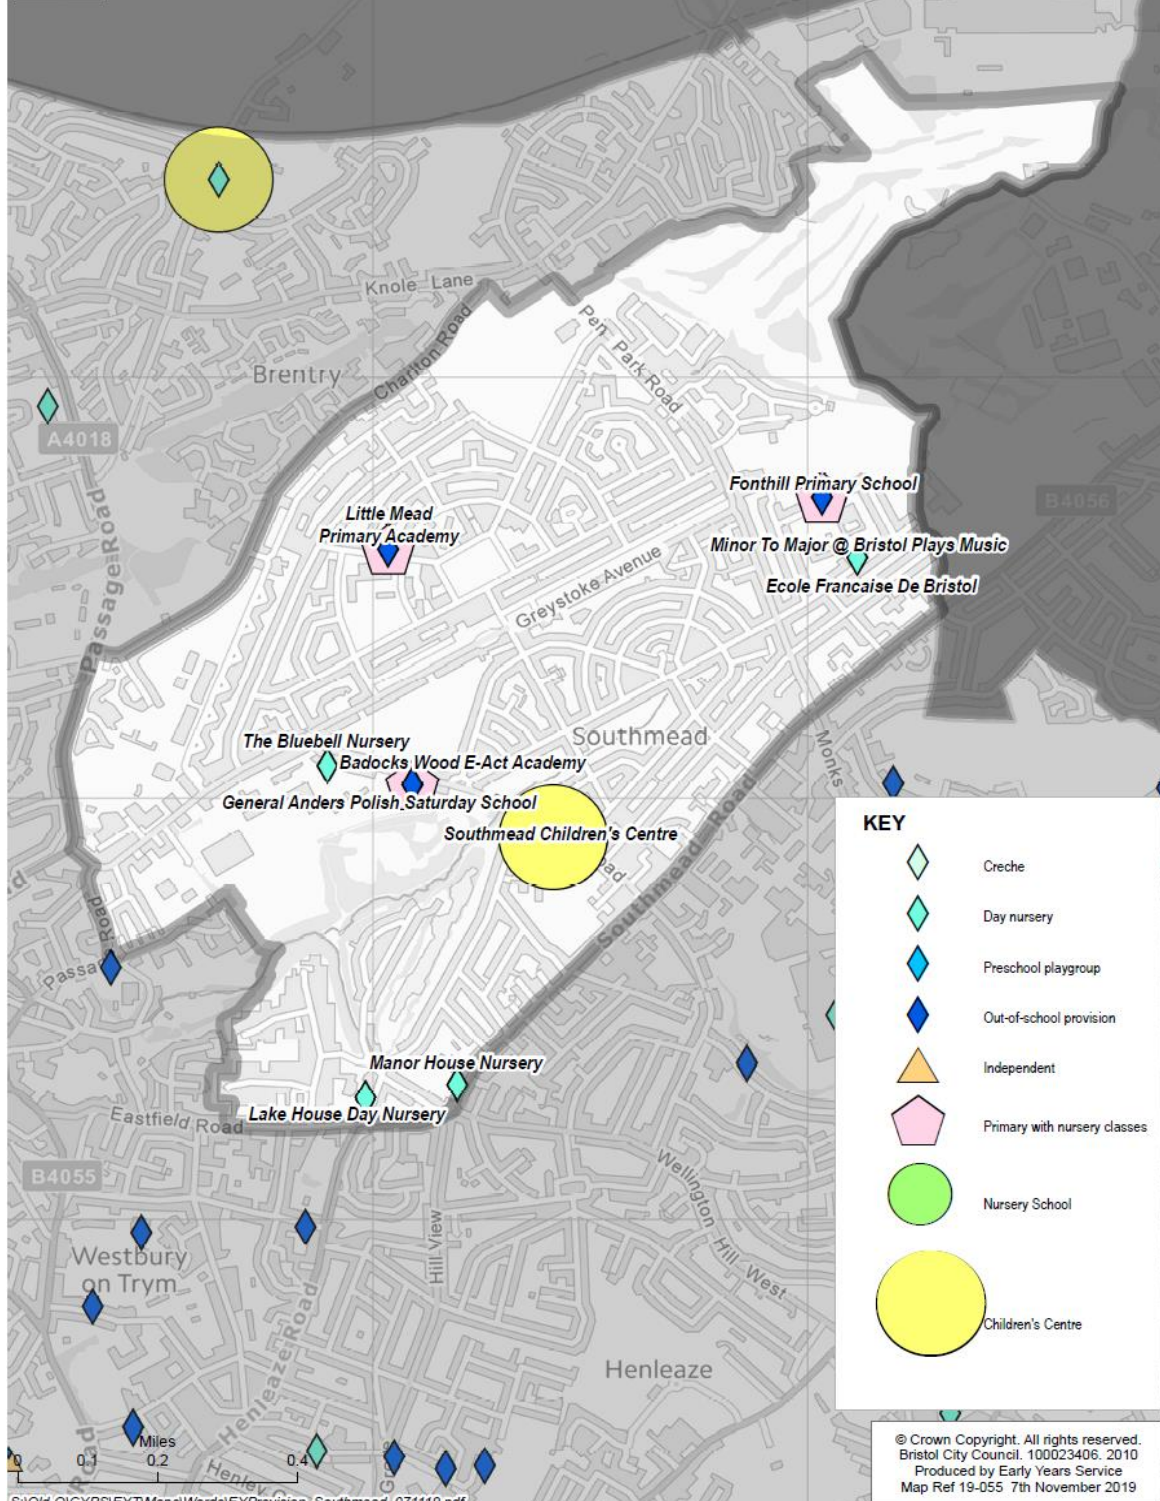 Knole Lane
Charlton Road
Pen Park Road
Brentry
A4018
Passage Road
Fonthill Primary School
B4056
Little Mead
Primary Academy
Minor To Major @ Bristol Plays Music
Greystoke Avenue
Ecole Francaise De Bristol
The Bluebell Nursery
Southmead
Monks
Badocks Wood E-Act Academy
General Anders Polish Saturday School
Southmead Children's Centre
Southmead Road
Road
KEY
Creche
Day nursery
Preschool playgroup
Out-of-school provision
Independent
Primary with nursery classes
Nursery School
Children's Centre
Manor House Nursery
Lake House Day Nursery
Eastfield Road
B4055
Wellington Hill West
Hill View
Westbury
on Trym
Henleaze Road
Henleaze
Miles
0 0.1 0.2 0.4
Road
© Crown Copyright. All rights reserved.
Bristol City Council. 100023406. 2010
Produced by Early Years Service
Map Ref 19-055 7th November 2019